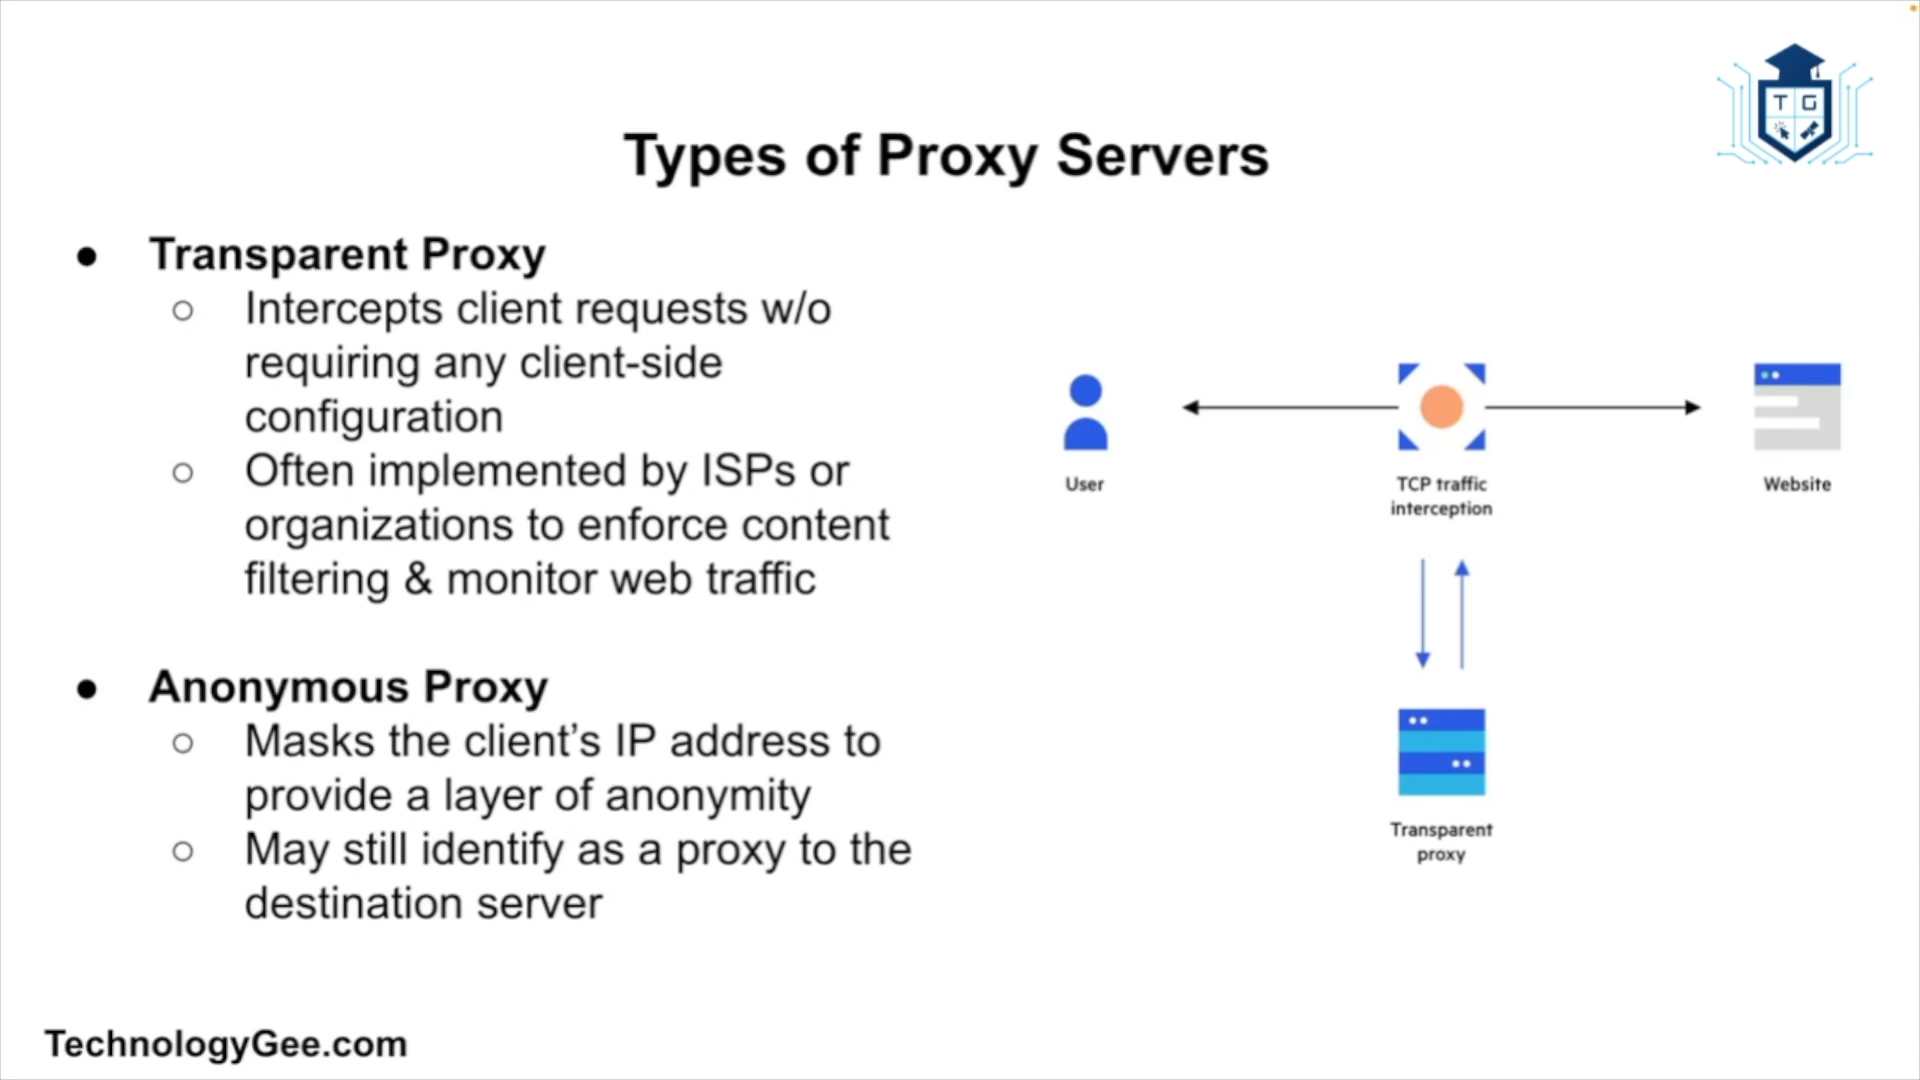 T G
Types of Proxy Servers
● Transparent Proxy
○ Intercepts client requests w/o
requiring any client-side
configuration
○ Often implemented by ISPs or
organizations to enforce content
filtering & monitor web traffic
● Anonymous Proxy
○ Masks the client’s IP address to
provide a layer of anonymity
○ May still identify as a proxy to the
destination server
User
TCP traffic
interception
Website
Transparent
proxy
TechnologyGee.com